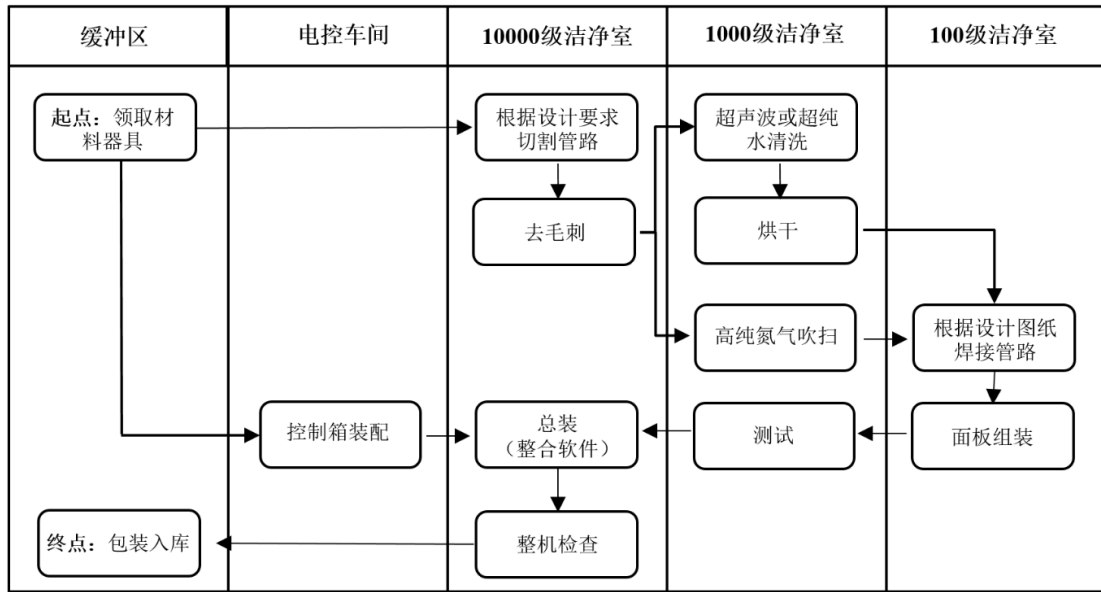 缓冲区
电控车间
10000级洁净室
1000级洁净室
100级洁净室
起点：领取材
料器具
根据设计要求
切割管路
超声波或超纯
水清洗
去毛刺
烘干
高纯氮气吹扫
根据设计图纸
焊接管路
控制箱装配
总装
（整合软件）
测试
面板组装
终点：包装入库
整机检查